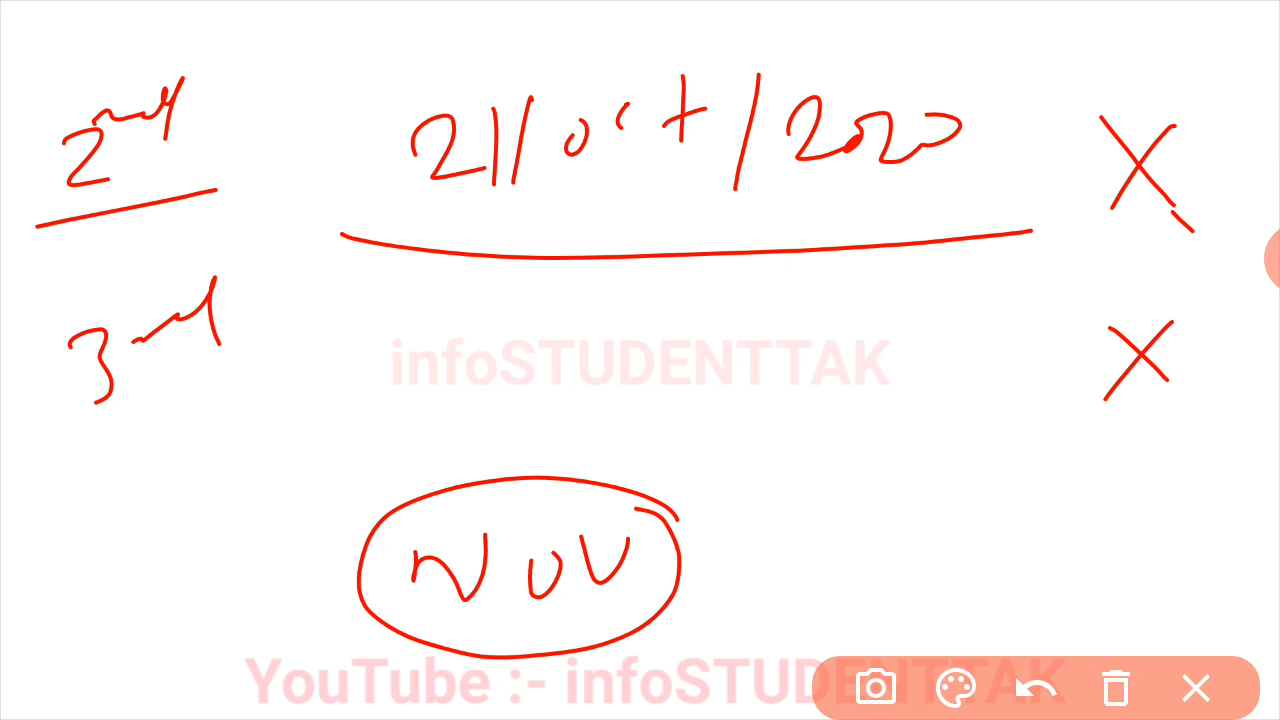 2nd 21/Oct/2020 X
3rd X
infoSTUDENTTAK
NOV
YouTube :- infoSTUDENTTAK